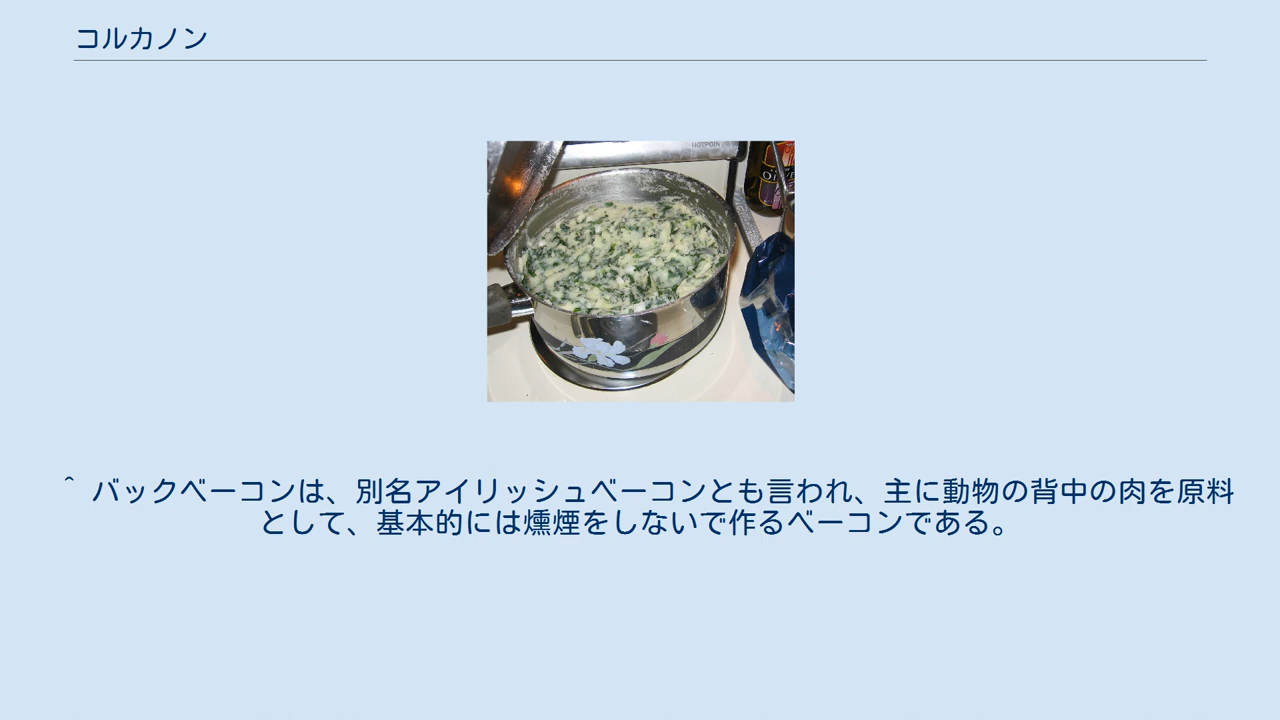 コルカノン
HOTPOIN
^ バックベーコンは、別名アイリッシュベーコンとも言われ、主に動物の背中の肉を原料
として、基本的には燻煙をしないで作るベーコンである。